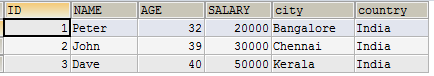 ID NAME AGE SALARY city country
1 Peter 32 20000 Bangalore India
2 John 39 30000 Chennai India
3 Dave 40 50000 Kerala India